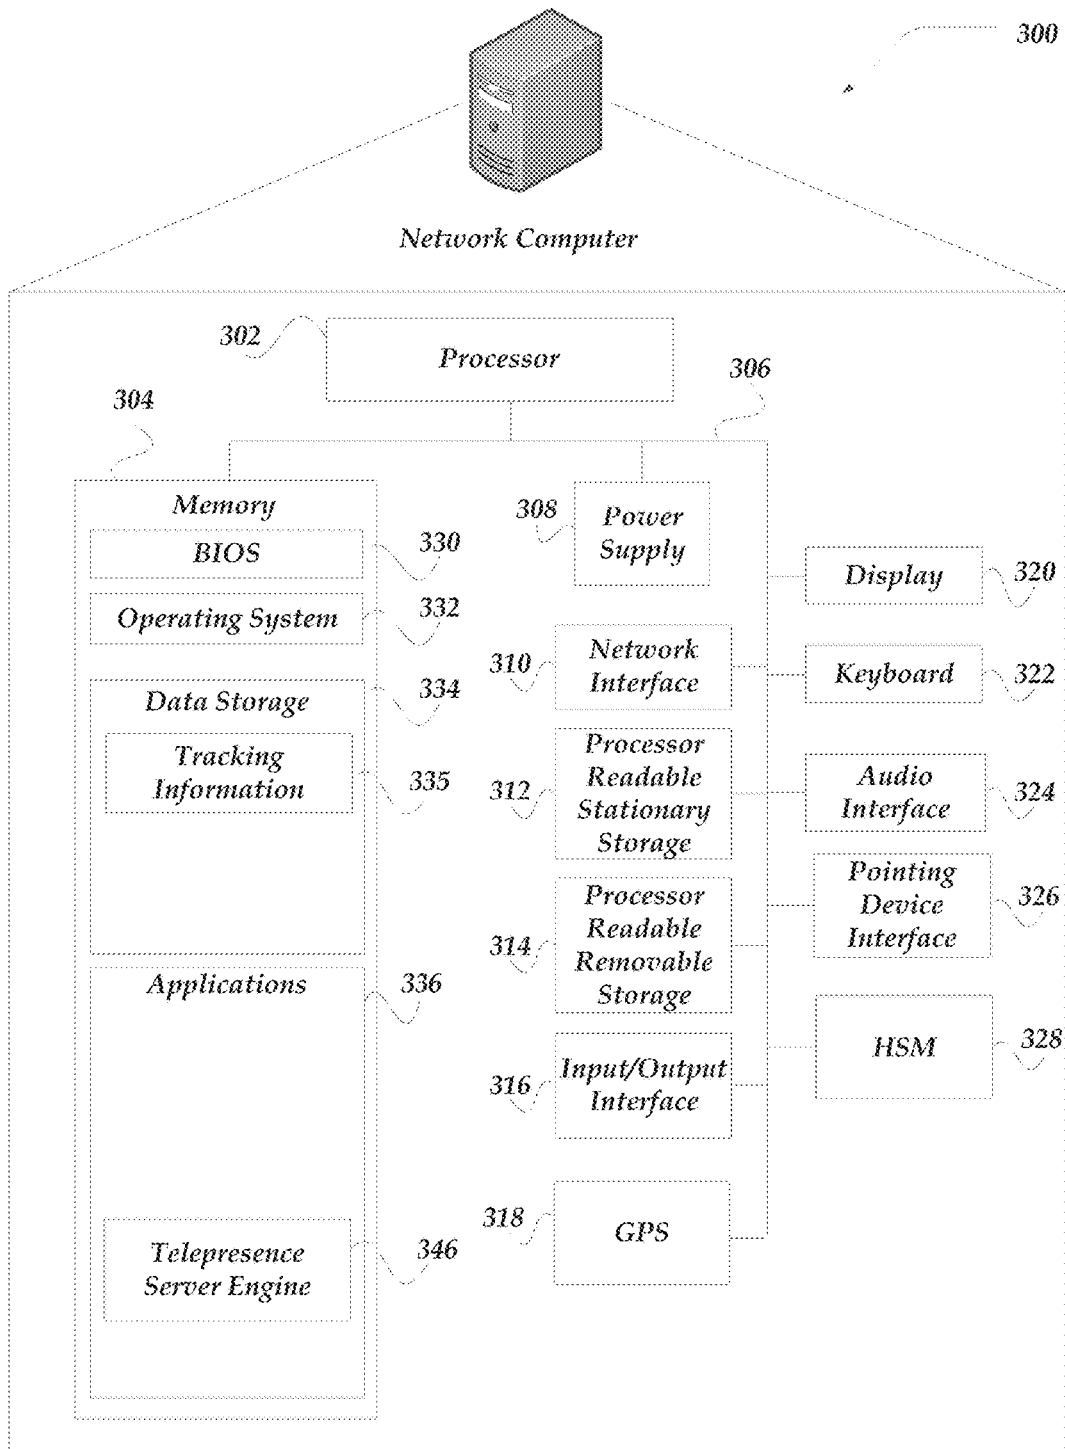 300
Network Computer
302
Processor
306
304
Memory
BIOS
330
Operating System
332
Data Storage
334
Tracking
Information
335
Applications
336
Telepresence
Server Engine
346
308
Power
Supply
310
Network
Interface
312
Processor
Readable
Stationary
Storage
314
Processor
Readable
Removable
Storage
316
Input/Output
Interface
318
GPS
Display
320
Keyboard
322
Audio
Interface
324
Pointing
Device
Interface
326
HSM
328